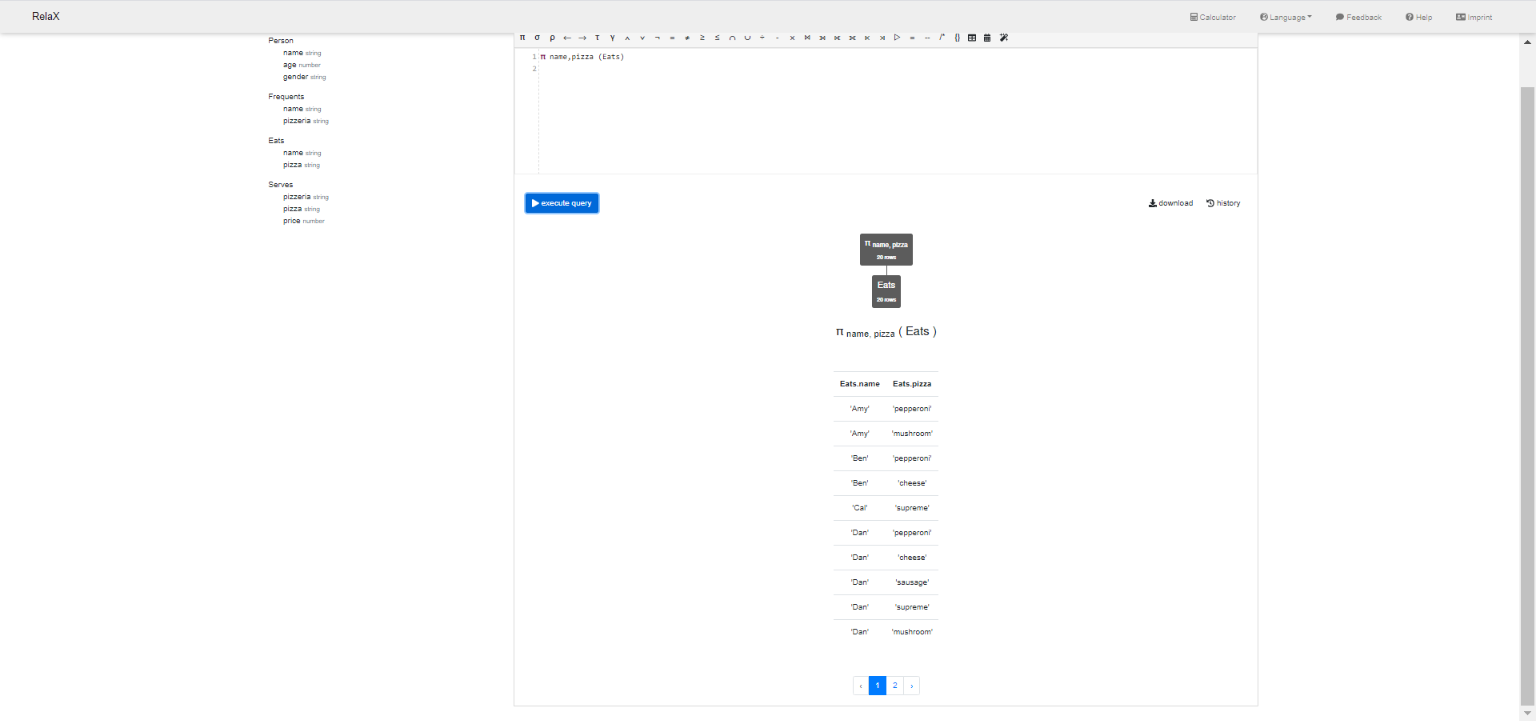 RelaX
Calculator
Language
Feedback
Help
Imprint
Person
name string
age number
gender string
Frequents
name string
pizzeria string
Eats
name string
pizza string
Serves
pizzeria string
pizza string
price number
π σ ρ ← → τ γ ∧ ∨ ¬ = ≠ ≥ ≤ ∩ ∪ ÷ - ⨯ ⨝ ⟕ ⟖ ⟗ ⋉ ⋊ ▷ = -- /* {}
1 π name,pizza (Eats)
2
execute query
download
history
π name, pizza
20 rows
Eats
20 rows
π name, pizza ( Eats )
Eats.name Eats.pizza
'Amy' 'pepperoni'
'Amy' 'mushroom'
'Ben' 'pepperoni'
'Ben' 'cheese'
'Cal' 'supreme'
'Dan' 'pepperoni'
'Dan' 'cheese'
'Dan' 'sausage'
'Dan' 'supreme'
'Dan' 'mushroom'
‹ 1 2 ›